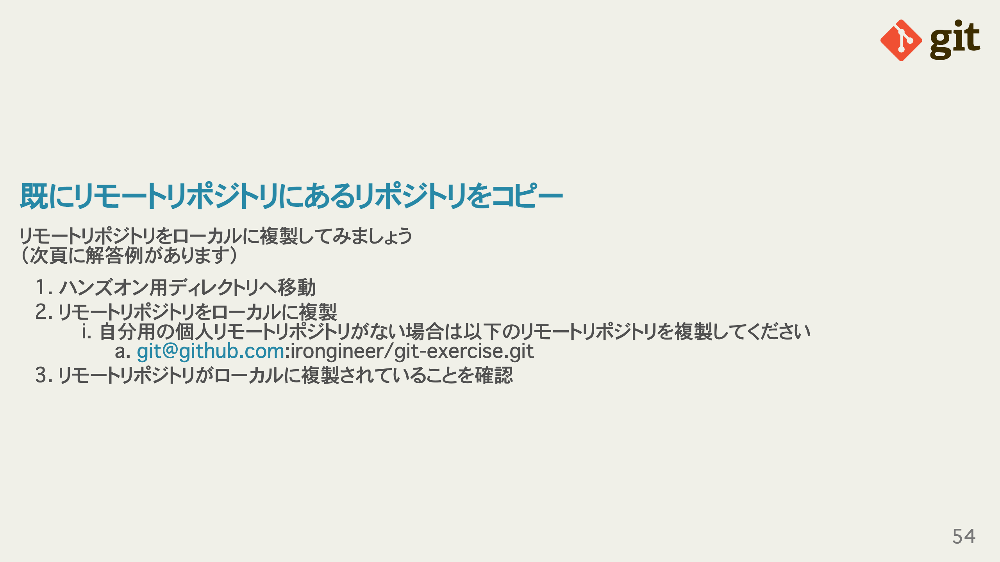 git
既にリモートリポジトリにあるリポジトリをコピー
リモートリポジトリをローカルに複製してみましょう
（次頁に解答例があります）
1. ハンズオン用ディレクトリへ移動
2. リモートリポジトリをローカルに複製
i. 自分用の個人リモートリポジトリがない場合は以下のリモートリポジトリを複製してください
a. git@github.com:irongineer/git-exercise.git
3. リモートリポジトリがローカルに複製されていることを確認
54